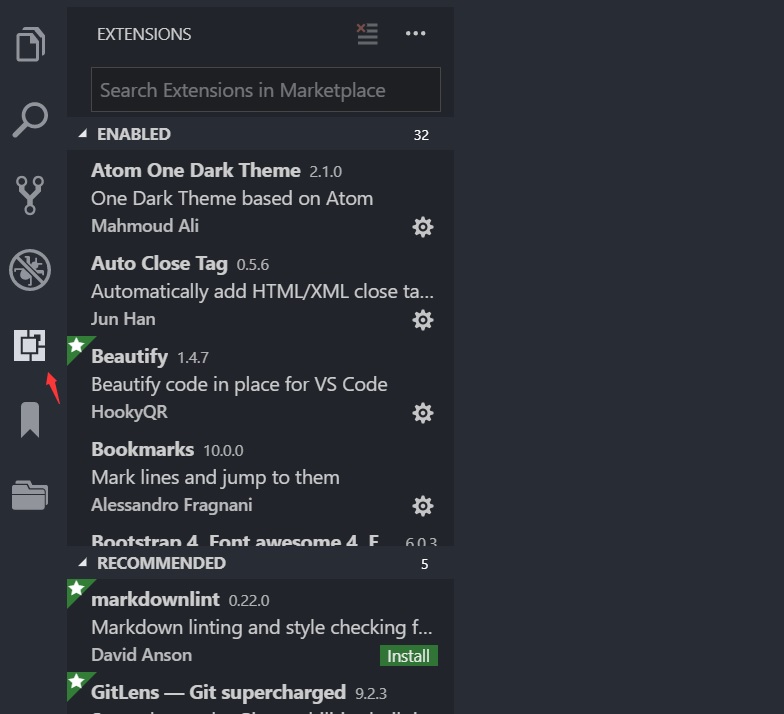 EXTENSIONS
Search Extensions in Marketplace
ENABLED 32
Atom One Dark Theme 2.1.0
One Dark Theme based on Atom
Mahmoud Ali
Auto Close Tag 0.5.6
Automatically add HTML/XML close ta...
Jun Han
Beautify 1.4.7
Beautify code in place for VS Code
HookyQR
Bookmarks 10.0.0
Mark lines and jump to them
Alessandro Fragnani
Bootstrap 4, Font awesome 4, F... 6.0.3
RECOMMENDED 5
markdownlint 0.22.0
Markdown linting and style checking f...
David Anson Install
GitLens — Git supercharged 9.2.3